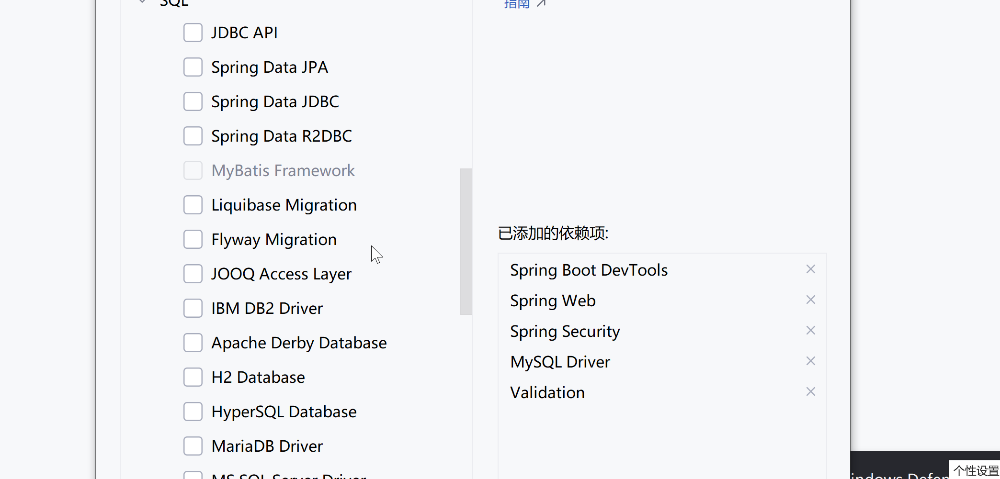 SQL
JDBC API
Spring Data JPA
Spring Data JDBC
Spring Data R2DBC
MyBatis Framework
Liquibase Migration
Flyway Migration
JOOQ Access Layer
IBM DB2 Driver
Apache Derby Database
H2 Database
HyperSQL Database
MariaDB Driver
MS SQL Server Driver
指南
已添加的依赖项:
Spring Boot DevTools
Spring Web
Spring Security
MySQL Driver
Validation
indows Defen
个性设置